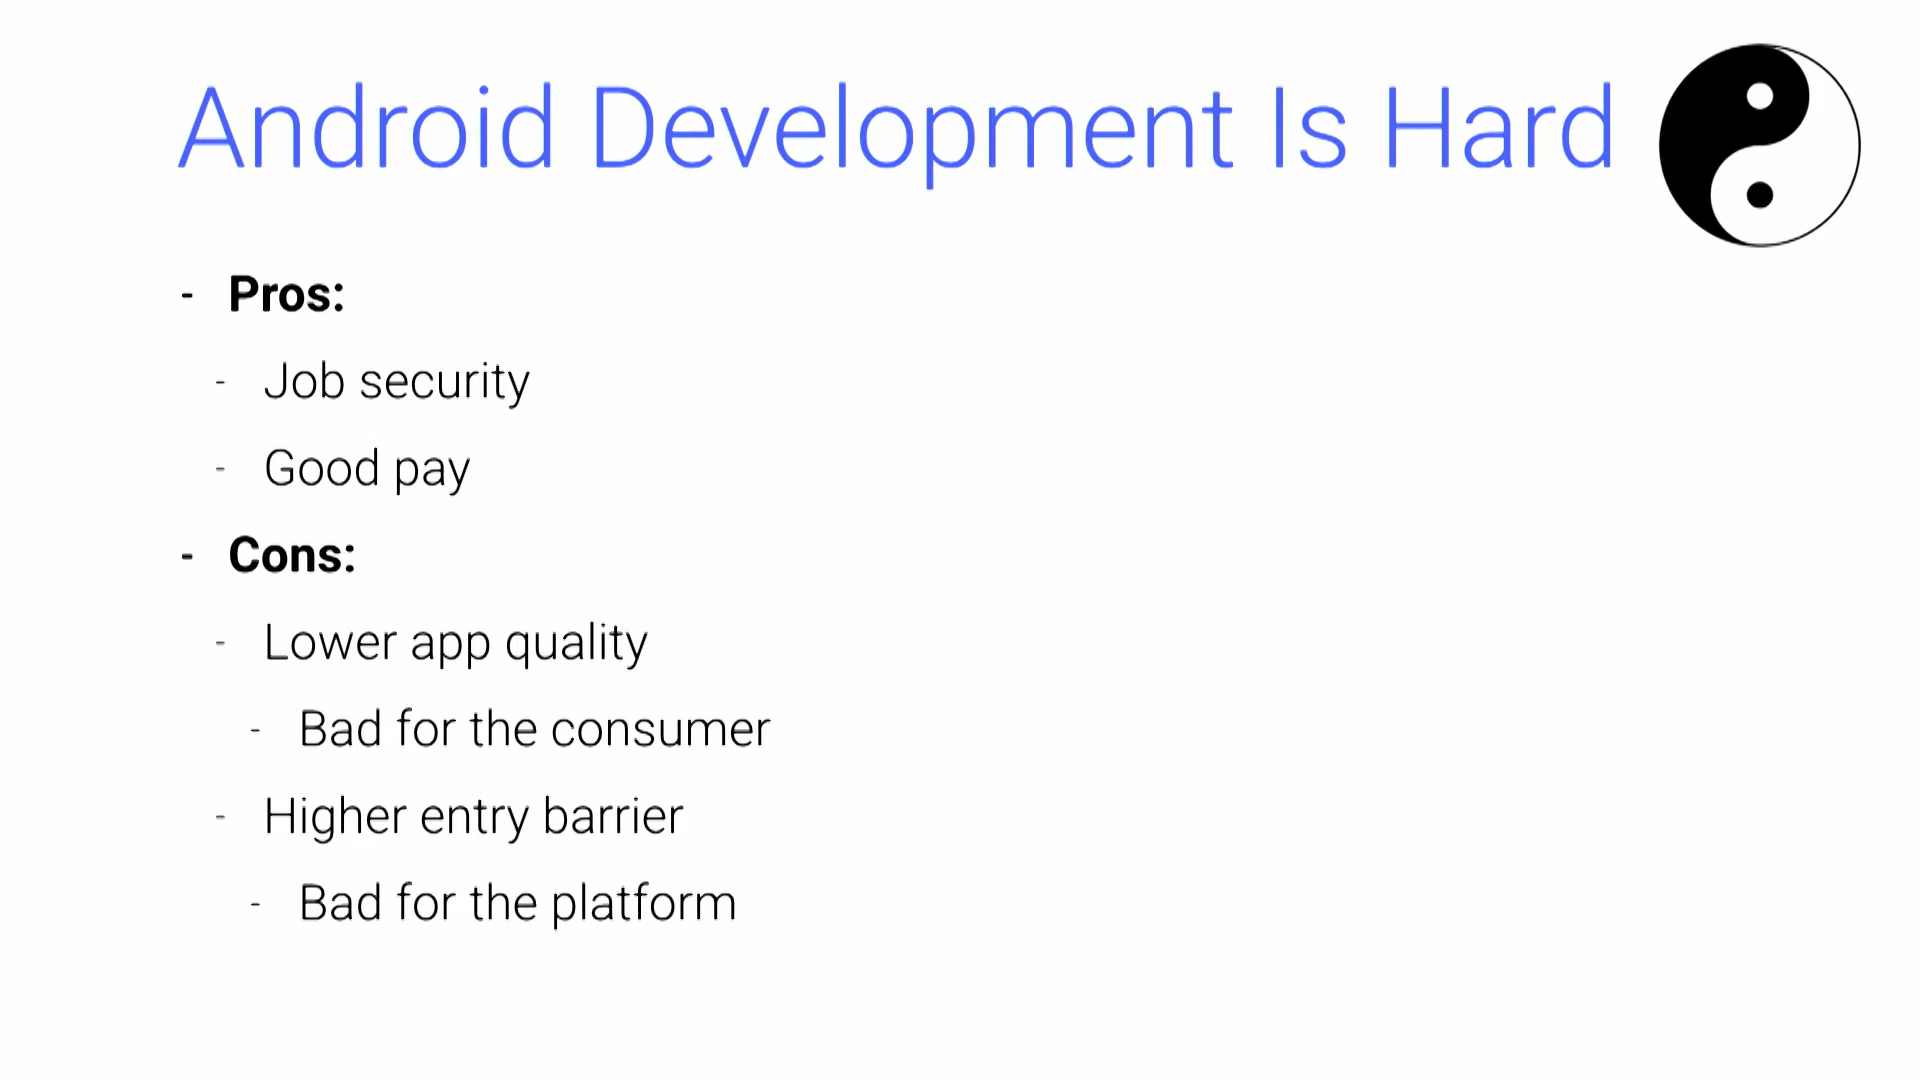 Android Development Is Hard
- Pros:
- Job security
- Good pay
- Cons:
- Lower app quality
- Bad for the consumer
- Higher entry barrier
- Bad for the platform